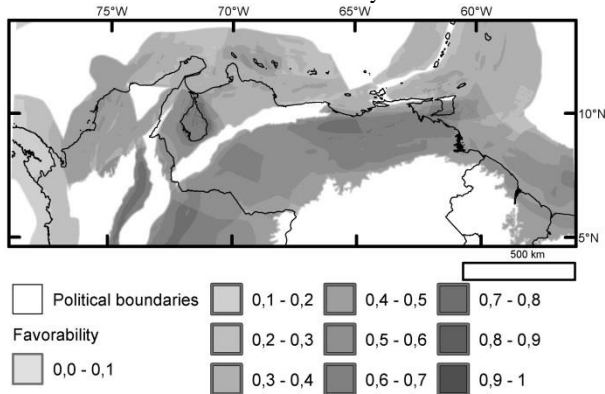 75°W 70°W 65°W 60°W
10°N
5°N
500 km
Political boundaries
Favorability
0,0 - 0,1
0,1 - 0,2
0,2 - 0,3
0,3 - 0,4
0,4 - 0,5
0,5 - 0,6
0,6 - 0,7
0,7 - 0,8
0,8 - 0,9
0,9 - 1